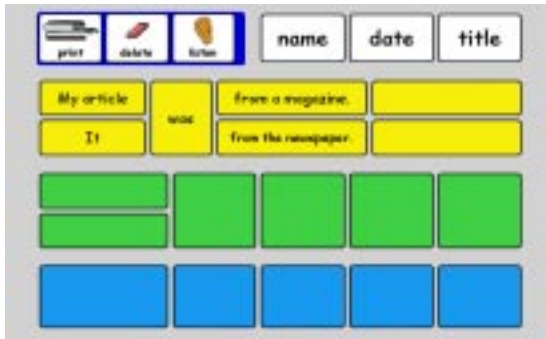 print delete listen name date title
My article was from a magazine.
It from the newspaper.